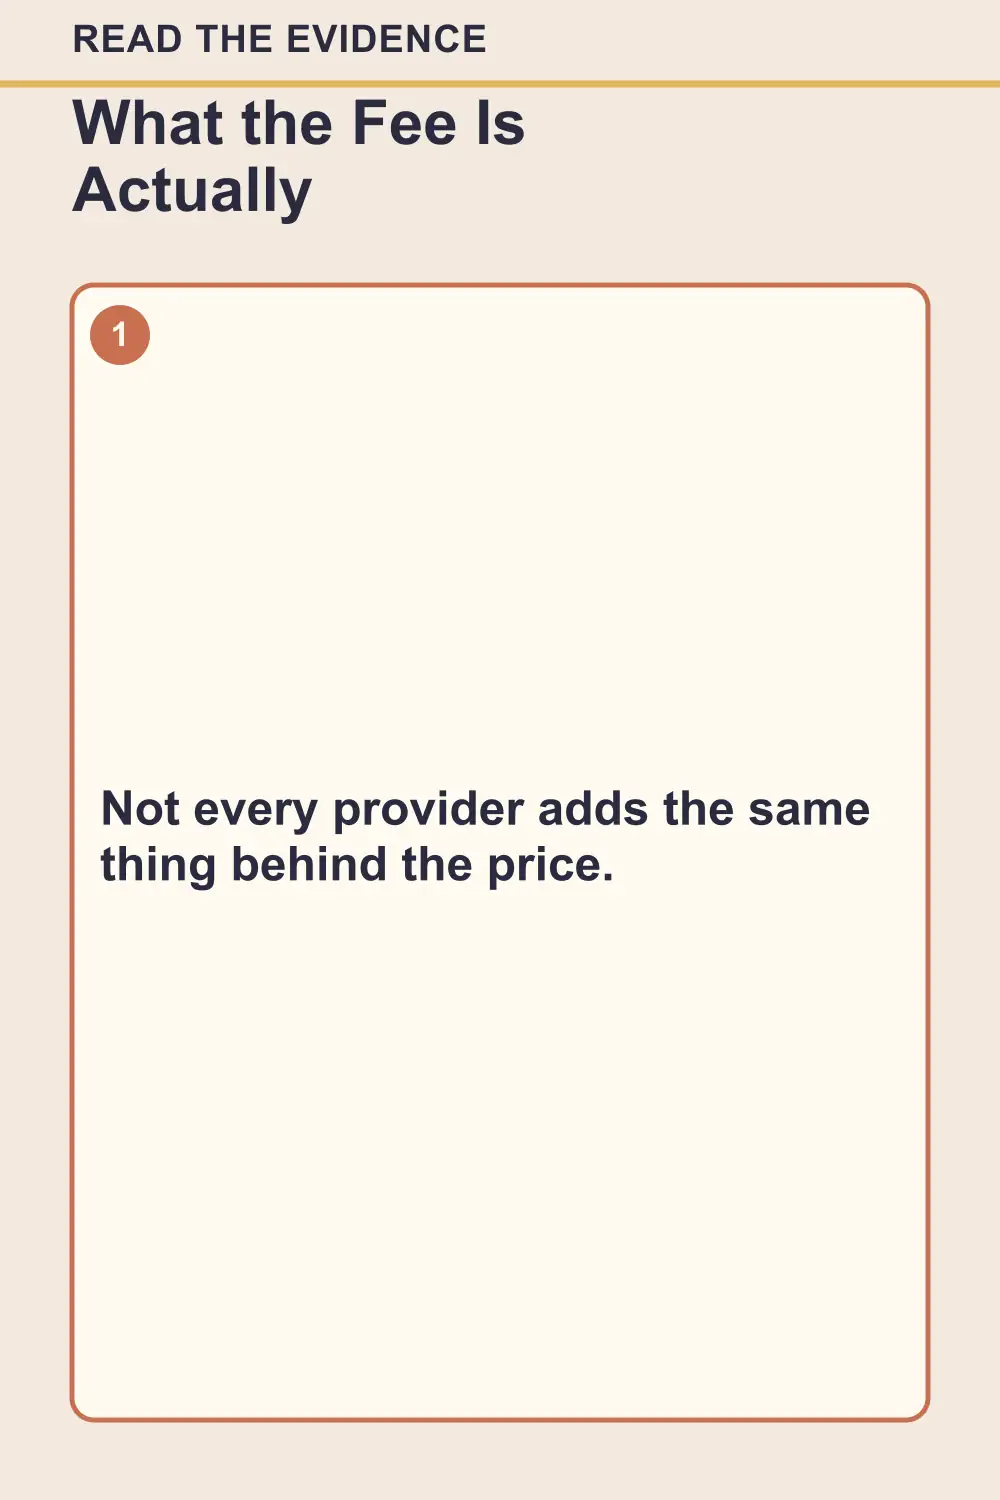 READ THE EVIDENCE
What the Fee Is
Actually
1
Not every provider adds the same
thing behind the price.